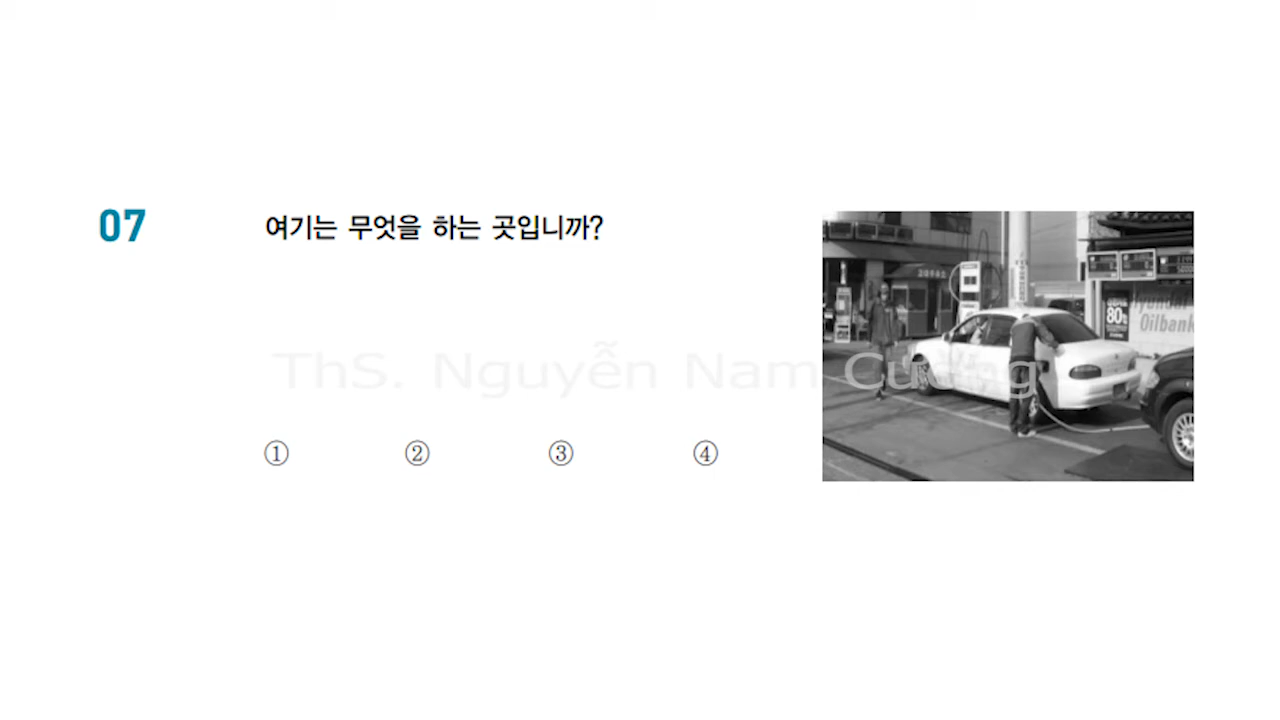 07
여기는 무엇을 하는 곳입니까?
80%
Hyundai
Oilbank
ThS. Nguyễn Nam Cường
① ② ③ ④